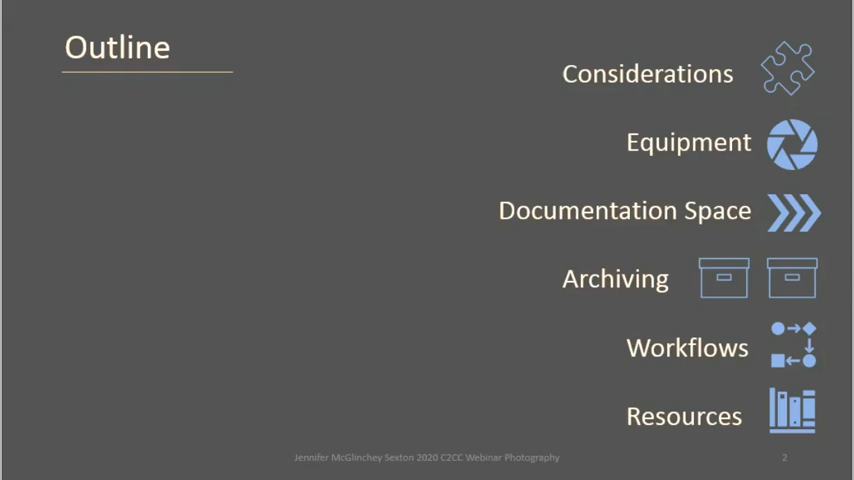 Outline
Considerations
Equipment
Documentation Space
Archiving
Workflows
Resources
Jennifer McGlinchey Sexton 2020 C2CC Webinar Photography
2